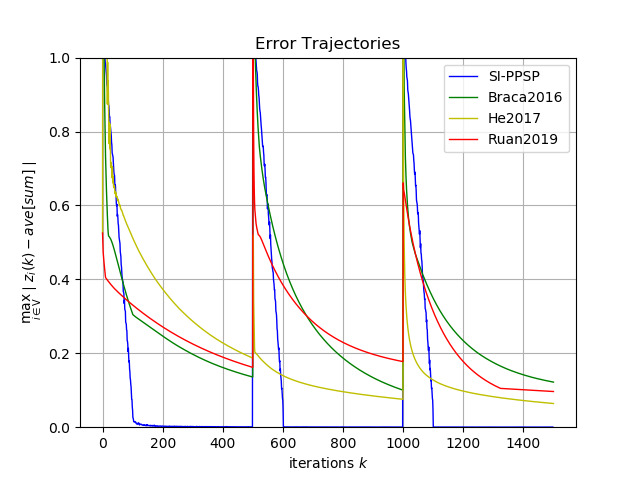 Error Trajectories
SI-PPSP
Braca2016
He2017
Ruan2019
max | zᵢ(k) − ave[sum] |
i∈V
1.0
0.8
0.6
0.4
0.2
0.0
0 200 400 600 800 1000 1200 1400
iterations k